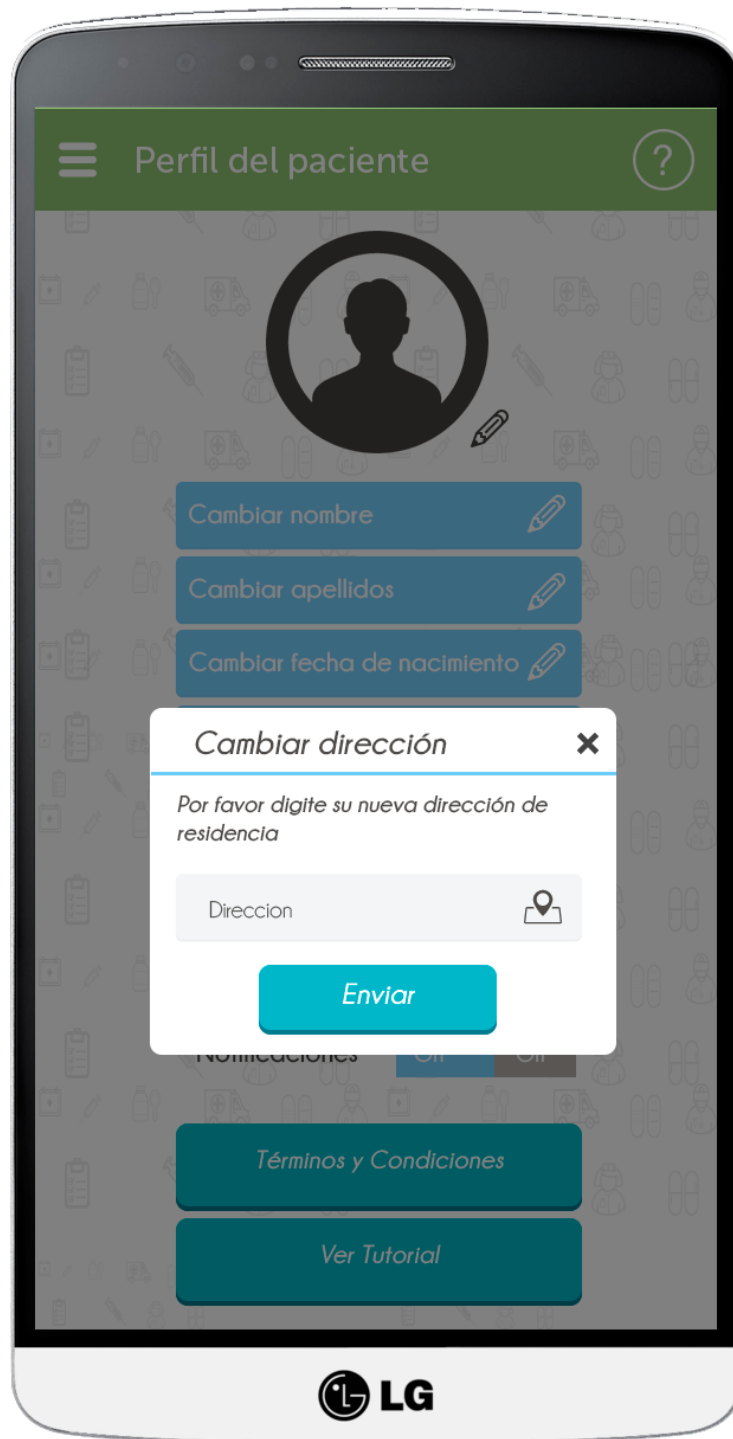 Perfil del paciente
?
Cambiar nombre
Cambiar apellidos
Cambiar fecha de nacimiento
Cambiar dirección
Por favor digite su nueva dirección de
residencia
Direccion
Enviar
Notificaciones
Términos y Condiciones
Ver Tutorial
LG